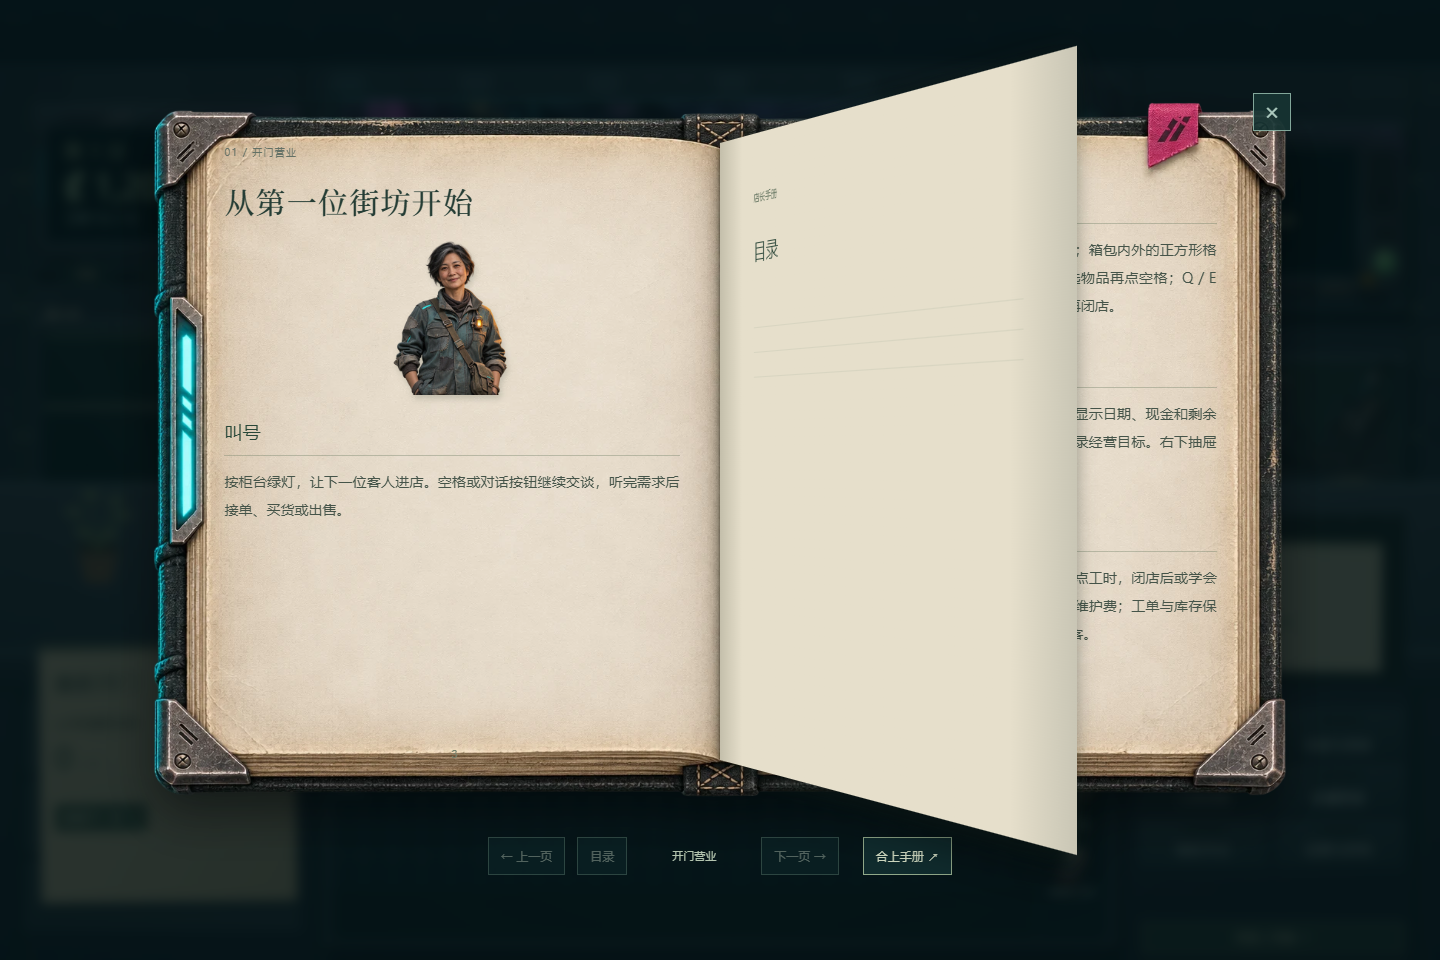 01 / 开门营业
从第一位街坊开始
叫号
按柜台绿灯，让下一位客人进店。空格或对话按钮继续交谈，听完需求后
接单、买货或出售。
店长手册
目录
；箱包内外的正方形格
物品再点空格；Q / E
闭店。
显示日期、现金和剩余
录经营目标。右下抽屉
点工时，闭店后或学会
维护费；工单与库存保
客。
×
← 上一页
目录
开门营业
下一页 →
合上手册 ↗